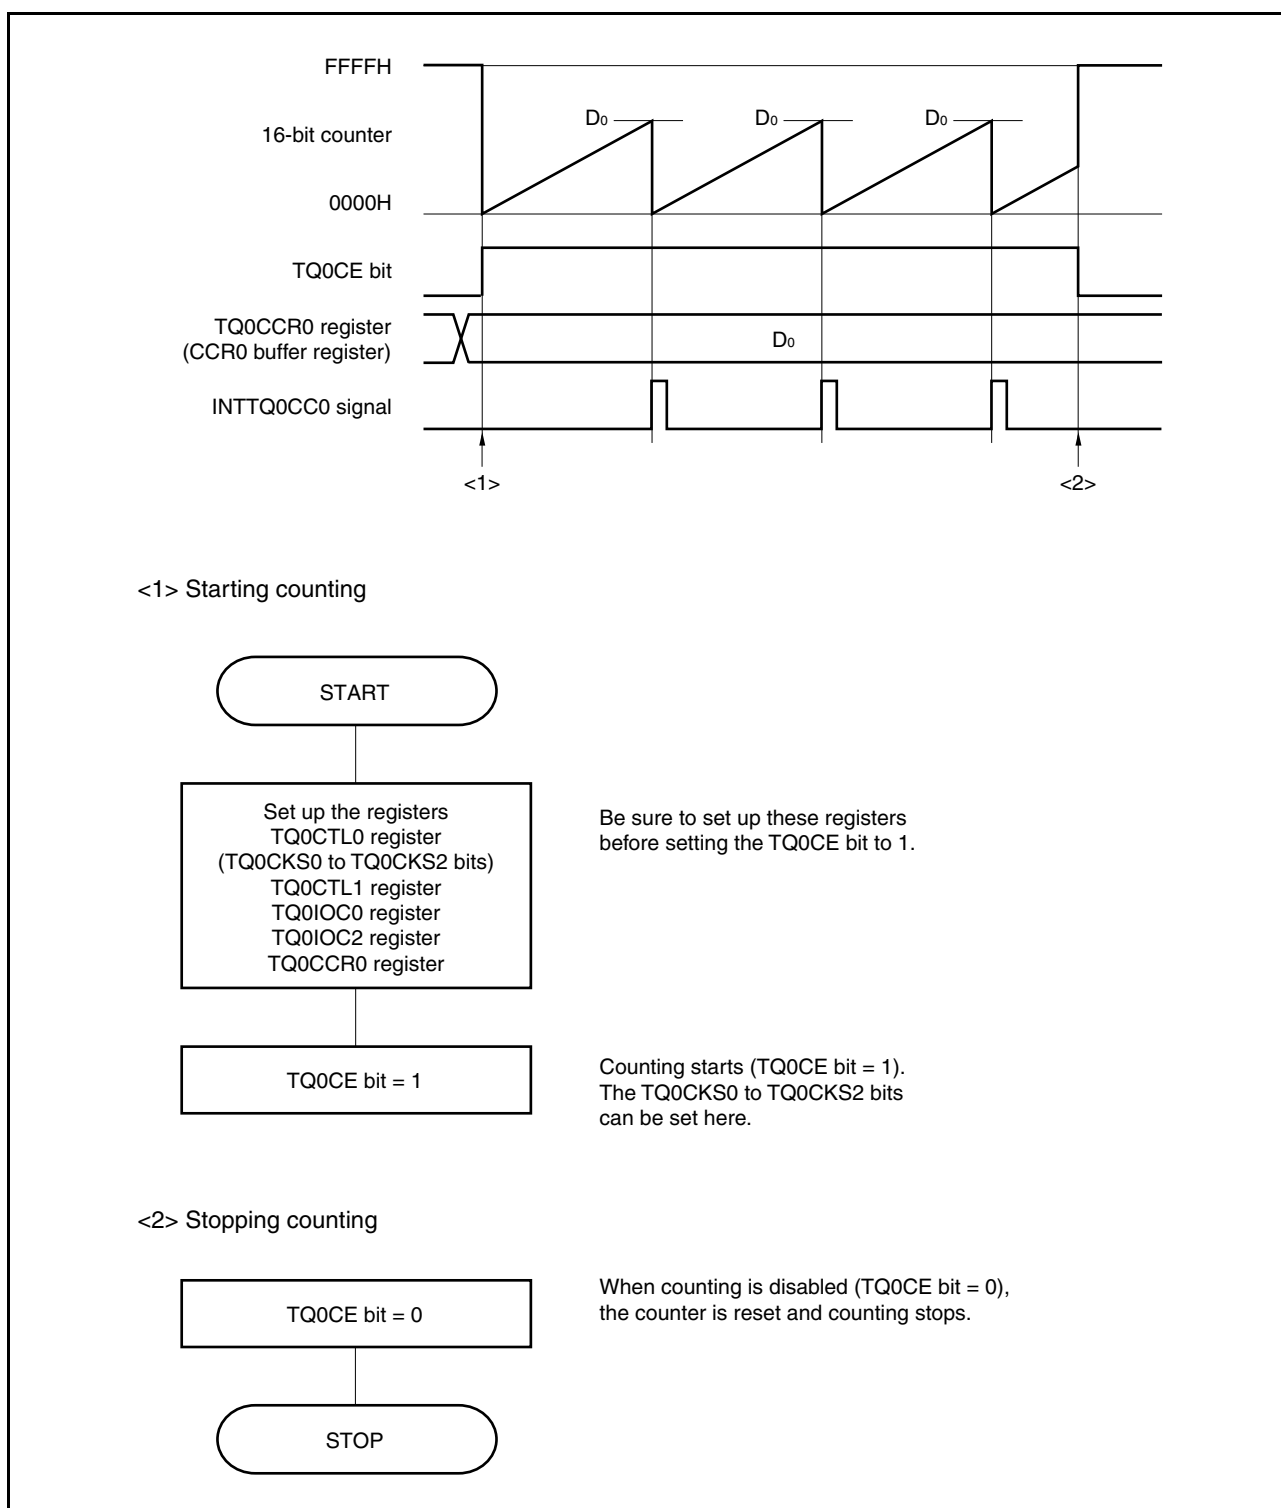 FFFFH
D0 D0 D0
16-bit counter
0000H
TQ0CE bit
TQ0CCR0 register
(CCR0 buffer register)
D0
INTTQ0CC0 signal
<1> <2>
<1> Starting counting
START
Set up the registers
TQ0CTL0 register
(TQ0CKS0 to TQ0CKS2 bits)
TQ0CTL1 register
TQ0IOC0 register
TQ0IOC2 register
TQ0CCR0 register
Be sure to set up these registers
before setting the TQ0CE bit to 1.
TQ0CE bit = 1
Counting starts (TQ0CE bit = 1).
The TQ0CKS0 to TQ0CKS2 bits
can be set here.
<2> Stopping counting
TQ0CE bit = 0
When counting is disabled (TQ0CE bit = 0),
the counter is reset and counting stops.
STOP